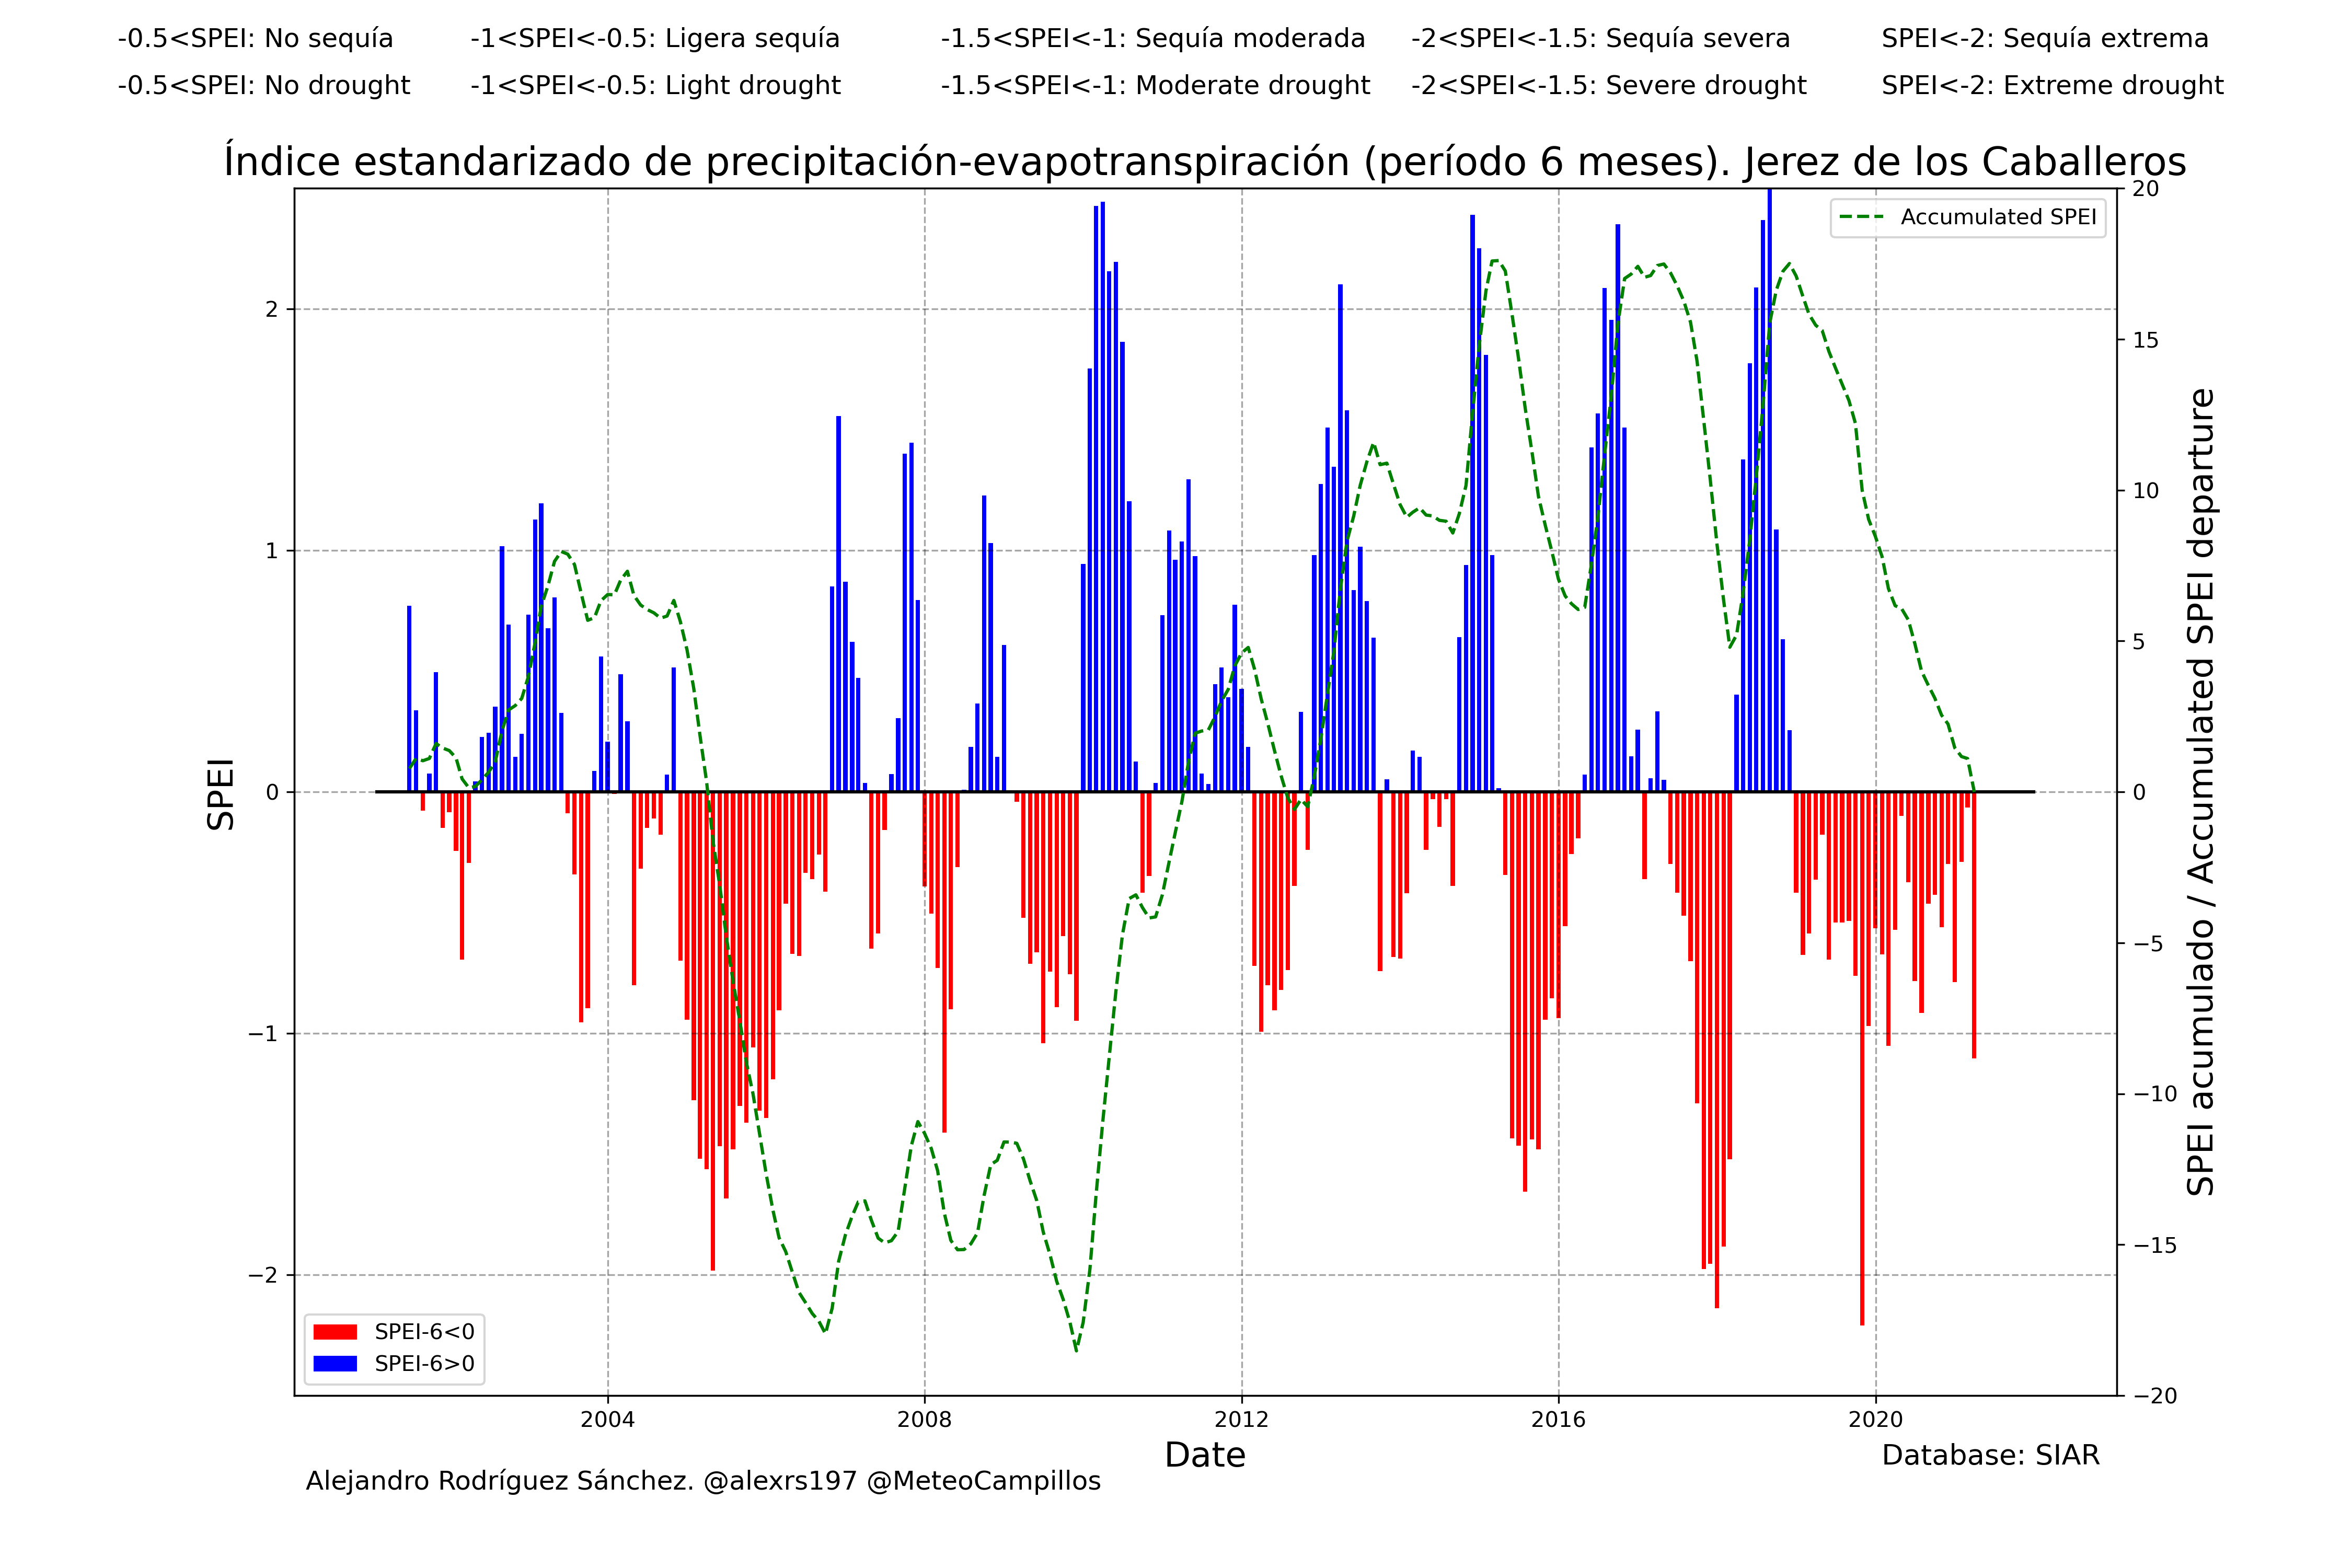 -0.5<SPEI: No sequía -1<SPEI<-0.5: Ligera sequía -1.5<SPEI<-1: Sequía moderada -2<SPEI<-1.5: Sequía severa SPEI<-2: Sequía extrema
-0.5<SPEI: No drought -1<SPEI<-0.5: Light drought -1.5<SPEI<-1: Moderate drought -2<SPEI<-1.5: Severe drought SPEI<-2: Extreme drought
Índice estandarizado de precipitación-evapotranspiración (período 6 meses). Jerez de los Caballeros
Accumulated SPEI
SPEI
2
1
0
−1
−2
20
15
10
5
0
−5
−10
−15
−20
SPEI acumulado / Accumulated SPEI departure
SPEI-6<0
SPEI-6>0
2004 2008 2012 2016 2020
Date
Database: SIAR
Alejandro Rodríguez Sánchez. @alexrs197 @MeteoCampillos